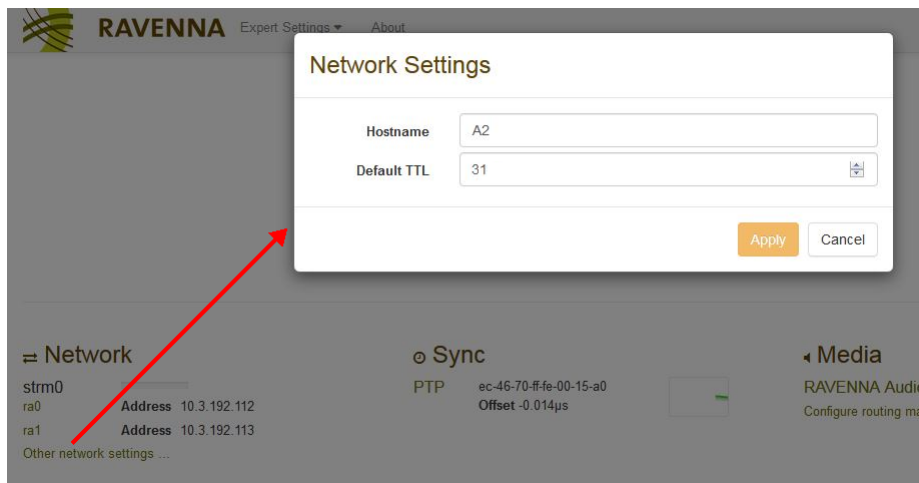 RAVENNA Expert Settings About
Network Settings
Hostname A2
Default TTL 31
Apply Cancel
Network Sync Media
strm0 PTP ec-46-70-ff-fe-00-15-a0 RAVENNA Audi
ra0 Address 10.3.192.112 Offset -0.014µs Configure routing ma
ra1 Address 10.3.192.113
Other network settings ...